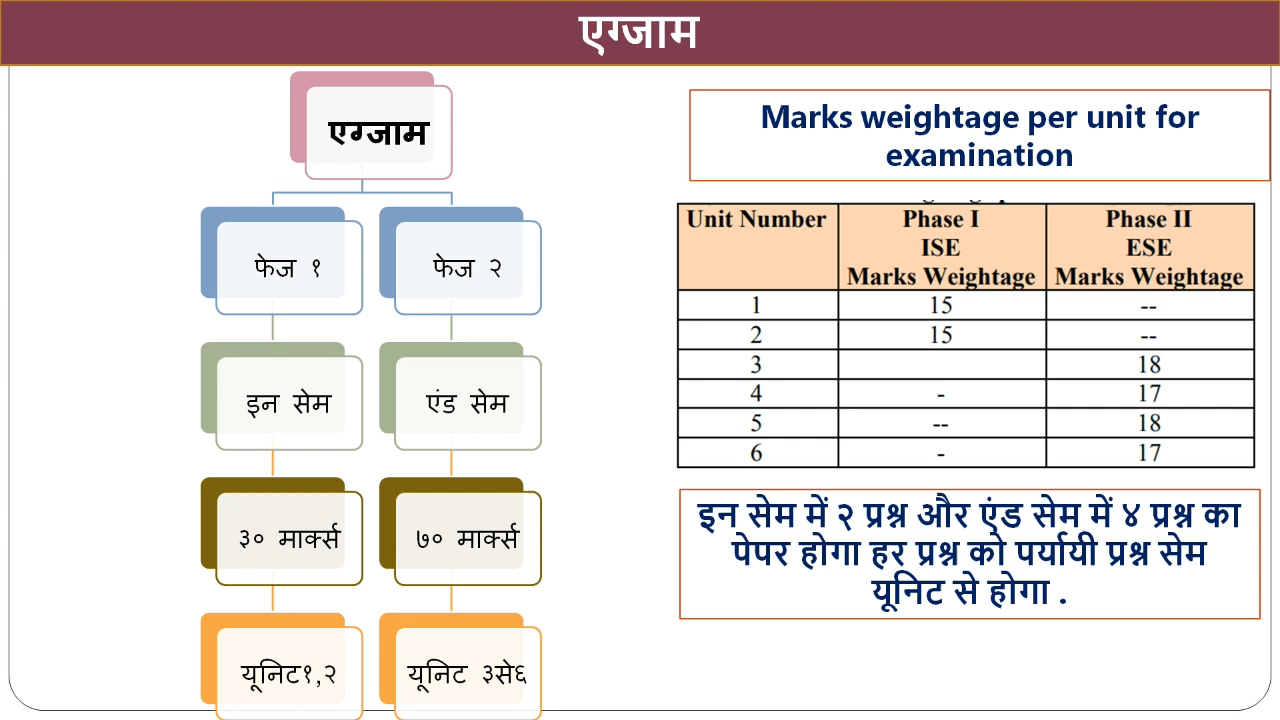 एग्जाम
एग्जाम
फेज १
फेज २
इन सेम
एंड सेम
३० मार्क्स
७० मार्क्स
यूनिट१,२
यूनिट ३से६
Marks weightage per unit for
examination
Unit Number
Phase I
ISE
Marks Weightage
Phase II
ESE
Marks Weightage
1 15 --
2 15 --
3 18
4 - 17
5 -- 18
6 - 17
इन सेम में २ प्रश्न और एंड सेम में ४ प्रश्न का
पेपर होगा हर प्रश्न को पर्यायी प्रश्न सेम
यूनिट से होगा .